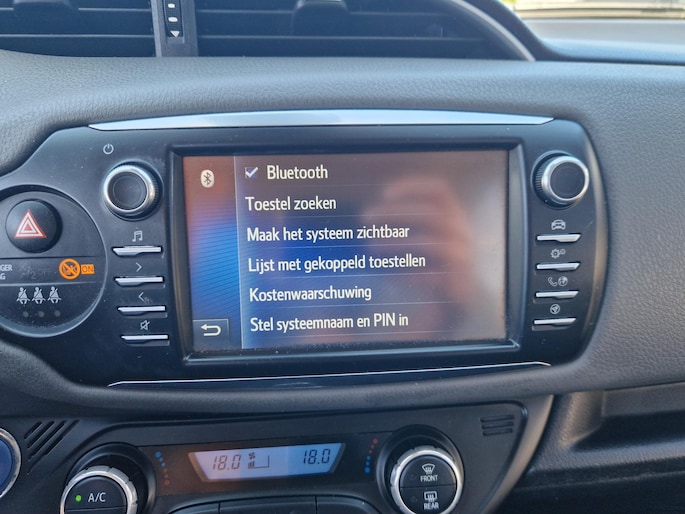 Bluetooth
Toestel zoeken
Maak het systeem zichtbaar
Lijst met gekoppeld toestellen
Kostenwaarschuwing
Stel systeemnaam en PIN in
ON
18.0 18.0
A/C
FRONT
REAR